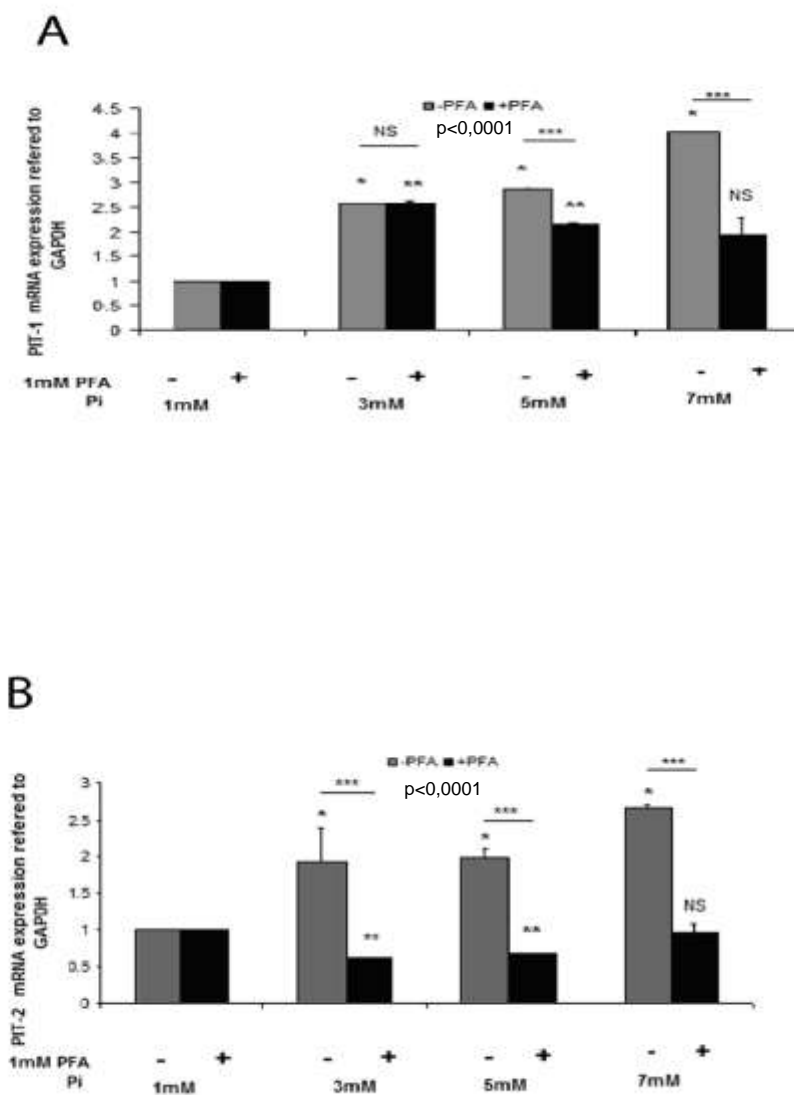 A
-PFA +PFA
p<0,0001
PIT-1 mRNA expression refered to
GAPDH
4.5
4
3.5
3
2.5
2
1
0.5
0
NS
*
**
***
*
**
***
*
NS
1mM PFA - + - + - + - +
Pi 1mM 3mM 5mM 7mM
B
-PFA +PFA
p<0,0001
PIT-2 mRNA expression refered to
GAPDH
3
2.5
2
1.5
1
0.5
0
***
*
**
***
*
**
***
*
NS
1mM PFA - + - + - + - +
Pi 1mM 3mM 5mM 7mM